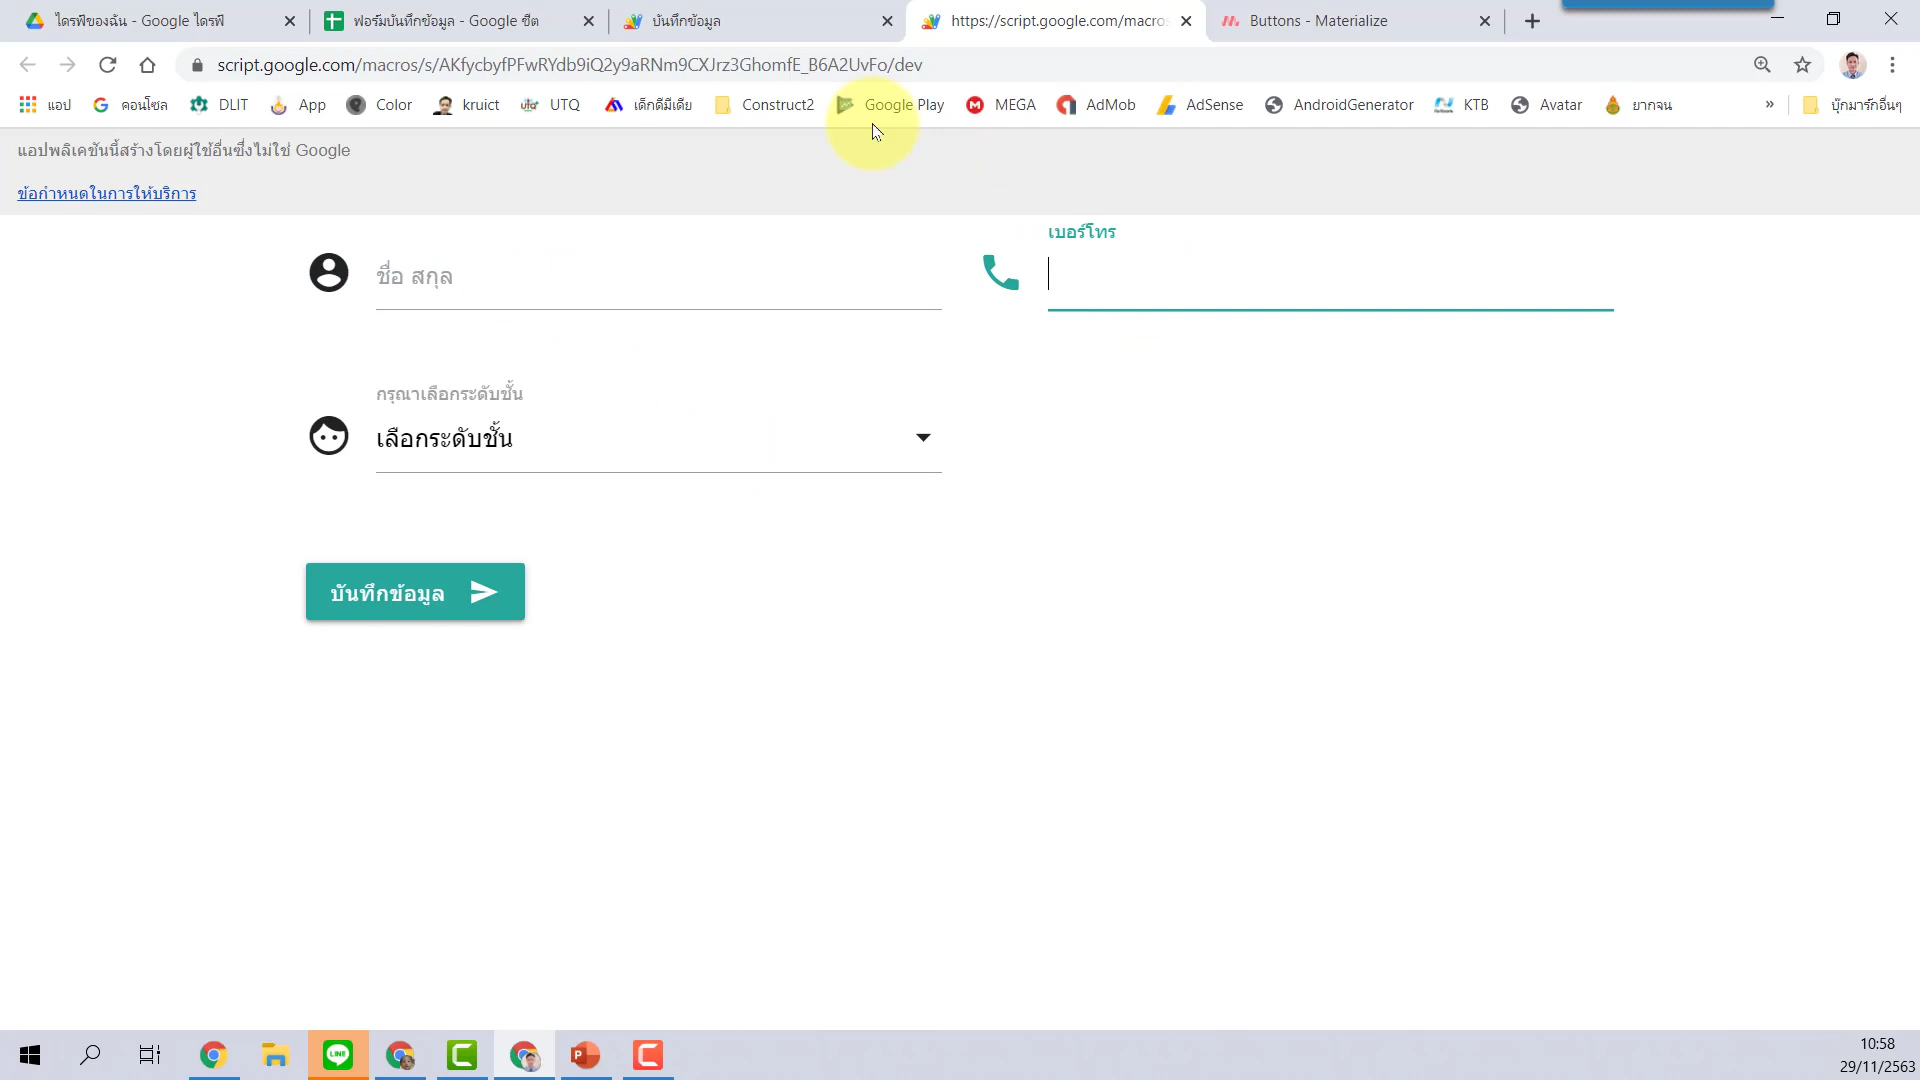 ไดรฟ์ของฉัน - Google ไดรฟ์
ฟอร์มบันทึกข้อมูล - Google ชีต
บันทึกข้อมูล
https://script.google.com/macros
Buttons - Materialize
script.google.com/macros/s/AKfycbyfPFwRYdb9iQ2y9aRNm9CXJrz3GhomfE_B6A2UvFo/dev
แอป คอนโซล DLIT App Color kruict UTQ เด็กดีมีเดีย Construct2 Google Play MEGA AdMob AdSense AndroidGenerator KTB Avatar ยากจน » บุ๊กมาร์กอื่นๆ
แอปพลิเคชันนี้สร้างโดยผู้ใช้อื่นซึ่งไม่ใช่ Google
ข้อกำหนดในการให้บริการ
เบอร์โทร
ชื่อ สกุล
กรุณาเลือกระดับชั้น
เลือกระดับชั้น
บันทึกข้อมูล
LINE
10:58
29/11/2563